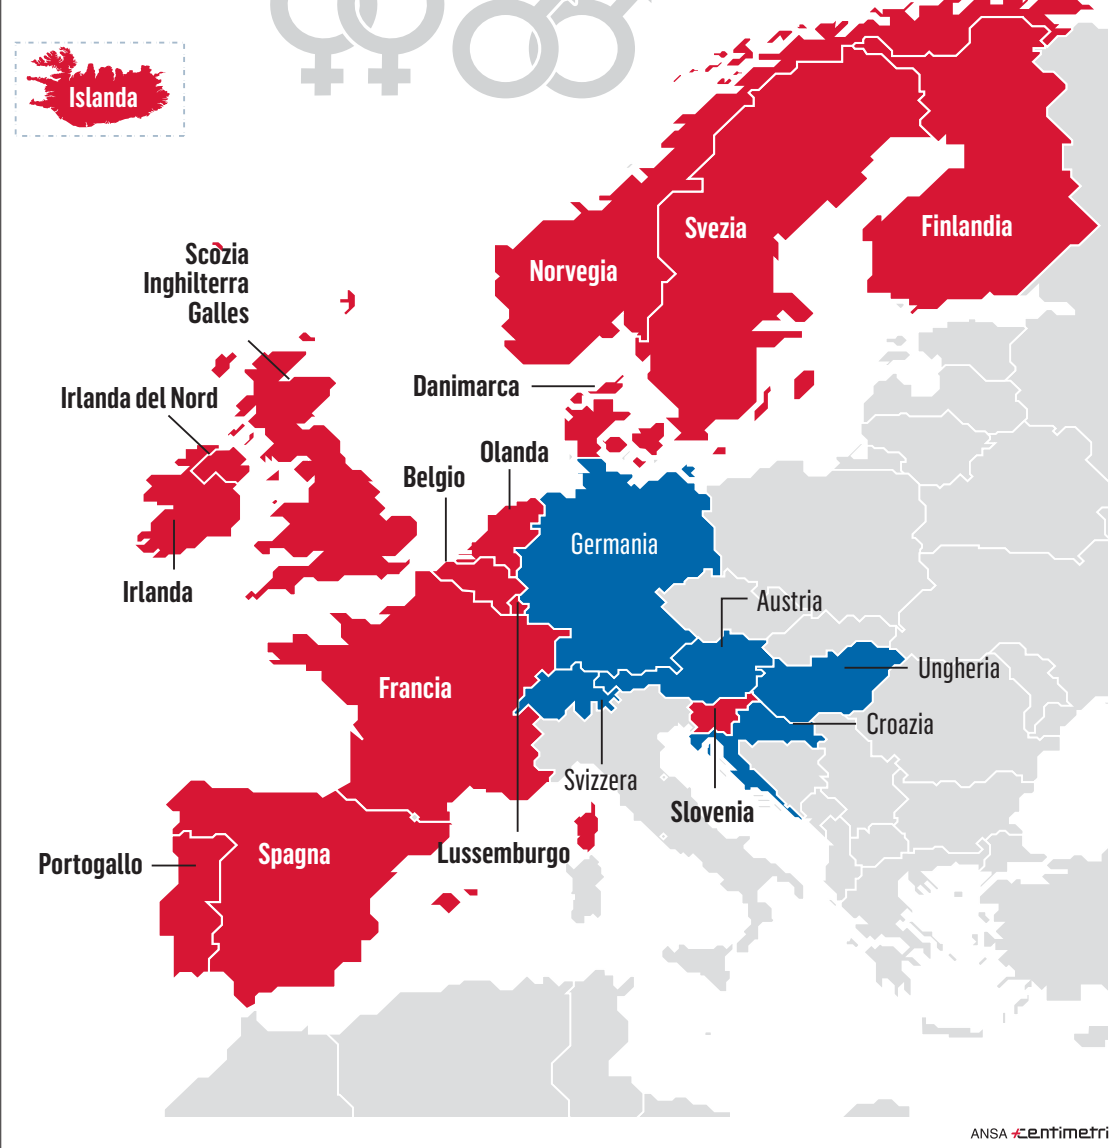 Islanda
Scòzia
Inghilterra
Galles
Svezia
Finlandia
Norvegia
Danimarca
Irlanda del Nord
Olanda
Belgio
Germania
Irlanda
Austria
Ungheria
Francia
Croazia
Svizzera
Slovenia
Portogallo
Spagna
Lussemburgo
ANSA centimetri